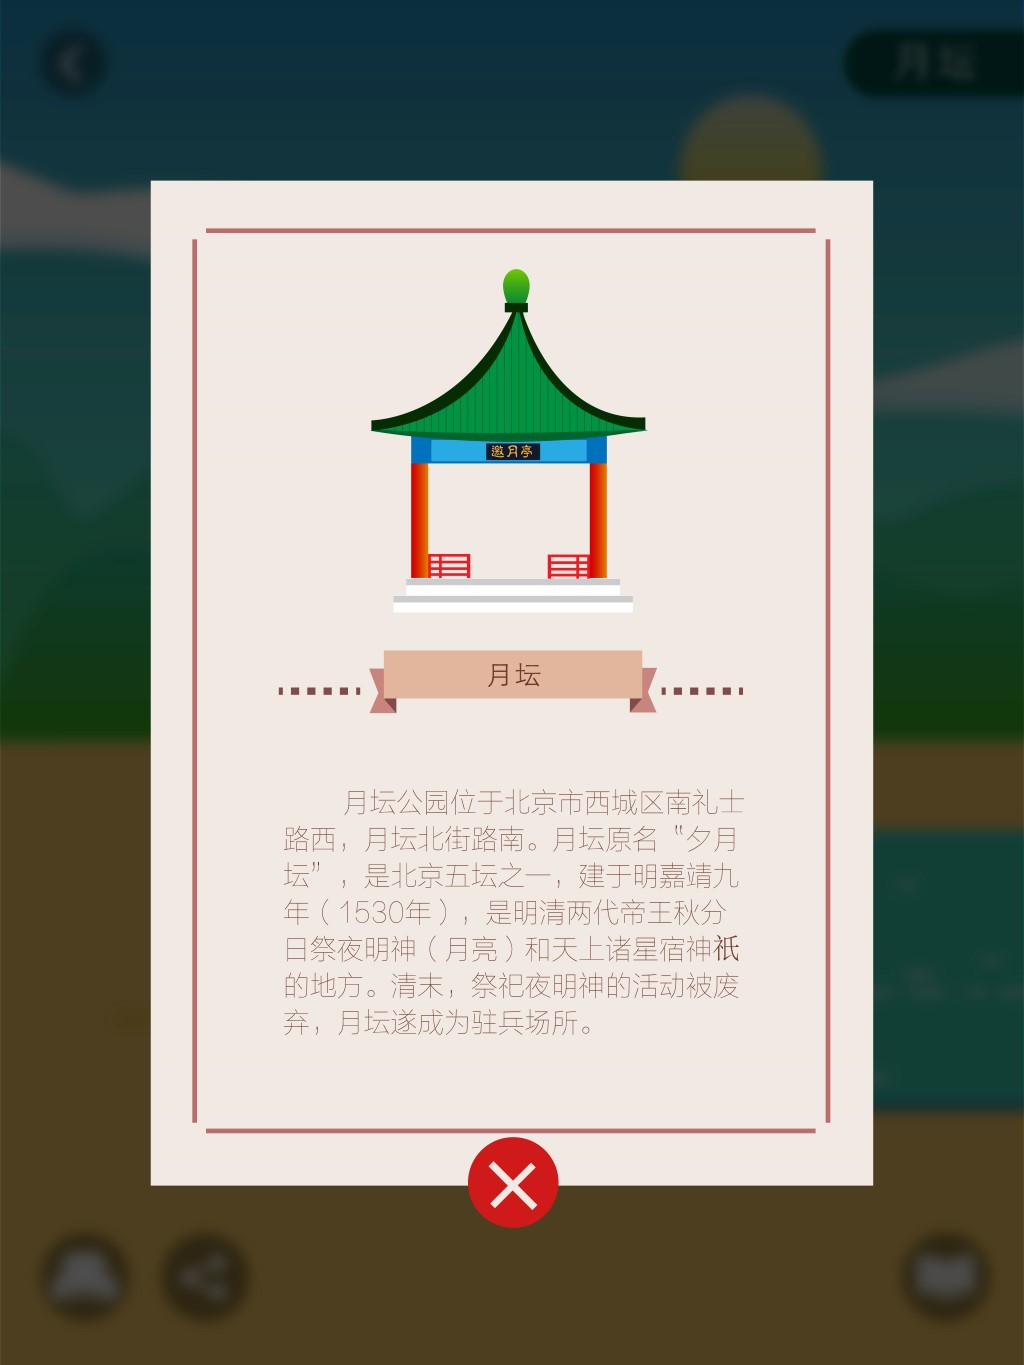 月坛
邀月亭
月坛
月坛公园位于北京市西城区南礼士
路西，月坛北街路南。月坛原名“夕月
坛”，是北京五坛之一，建于明嘉靖九
年（1530年），是明清两代帝王秋分
日祭夜明神（月亮）和天上诸星宿神祇
的地方。清末，祭祀夜明神的活动被废
弃，月坛遂成为驻兵场所。